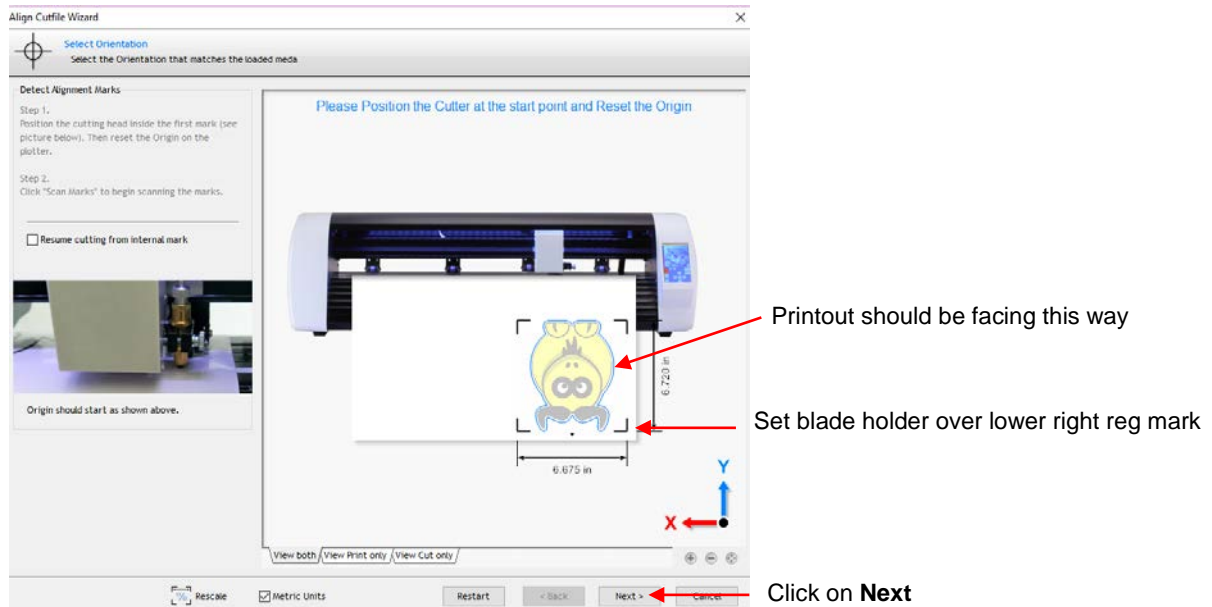 Align Cutfile Wizard
Select Orientation
Select the Orientation that matches the loaded meda
Detect Alignment Marks
Step 1.
Position the cutting head inside the first mark (see
picture below). Then reset the Origin on the
plotter.
Step 2.
Click "Scan Marks" to begin scanning the marks.
Resume cutting from internal mark
Origin should start as shown above.
Please Position the Cutter at the start point and Reset the Origin
6.720 in
6.675 in
Y
X
Printout should be facing this way
Set blade holder over lower right reg mark
View both View Print only View Cut only
% Rescale Metric Units Restart < Back Next > Cancel
Click on Next